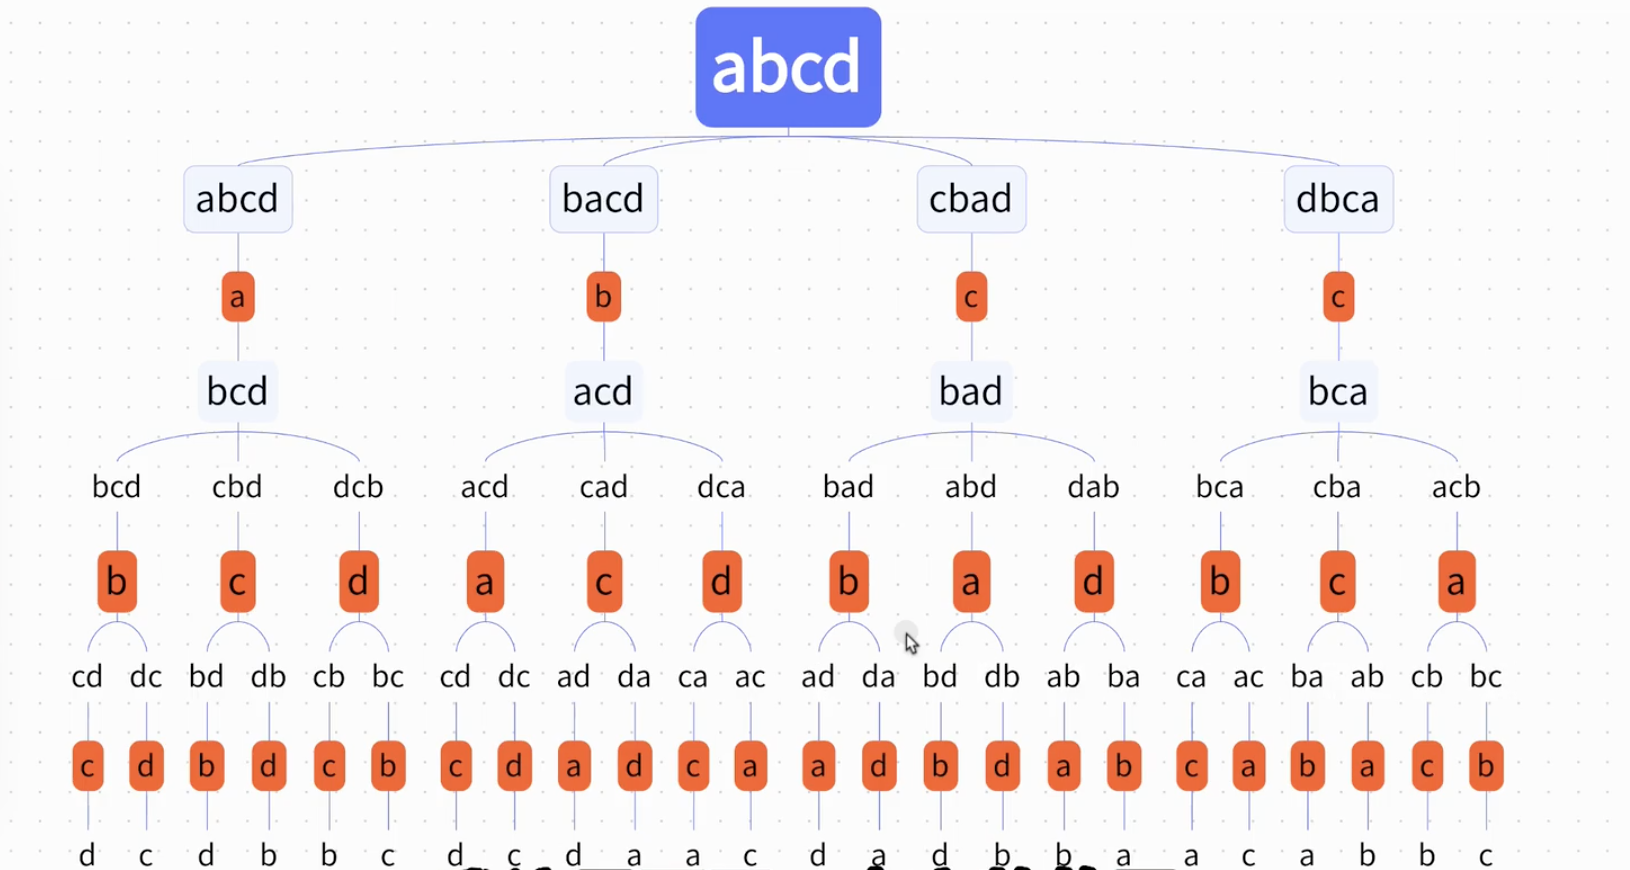 abcd
abcd bacd cbad dbca
a b c c
bcd acd bad bca
bcd cbd dcb acd cad dca bad abd dab bca cba acb
b c d a c d b a d b c a
cd dc bd db cb bc cd dc ad da ca ac ad da bd db ab ba ca ac ba ab cb bc
c d b d c b c d a d c a a d b d a b c a b a c b
d c d b b c d c d a a c d a d b b a a c a b b c